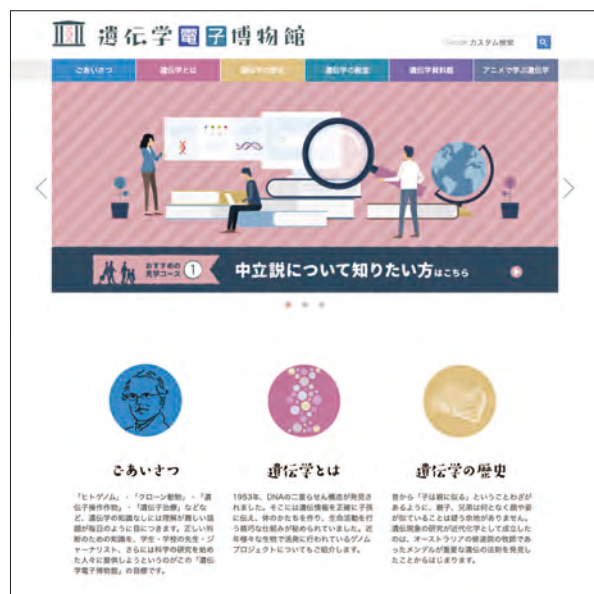 遺伝学電子博物館
Google カスタム検索
ごあいさつ
遺伝学とは
遺伝学の歴史
遺伝学の殿堂
遺伝学資料館
アニメで学ぶ遺伝学
おすすめの
見学コース
1
中立説について知りたい方はこちら
ごあいさつ
「ヒトゲノム」・「クローン動物」・「遺
伝子操作作物」・「遺伝子治療」などな
ど、遺伝学の知識なしには理解が難しい話
題が毎日のように目につきます。正しい判
断のための知識を、学生・学校の先生・ジ
ャーナリスト、さらには科学の研究を始め
た人々に提供しようというのがこの「遺伝
学電子博物館」の目標です。
遺伝学とは
1953年、DNAの二重らせん構造が発見さ
れました。そこには遺伝情報を正確に子孫
に伝え、体のかたちを作り、生命活動を行
う精巧な仕組みが秘められていました。近
年様々な生物で活発に行われているゲノム
プロジェクトについてもご紹介します。
遺伝学の歴史
昔から「子は親に似る」ということわざが
あるように、親子、兄弟は何となく顔や姿
が似ていることは疑う余地がありません。
遺伝現象の研究が近代化学として成立した
のは、オーストラリアの修道院の牧師であ
ったメンデルが重要な遺伝の法則を発見し
たことからはじまります。